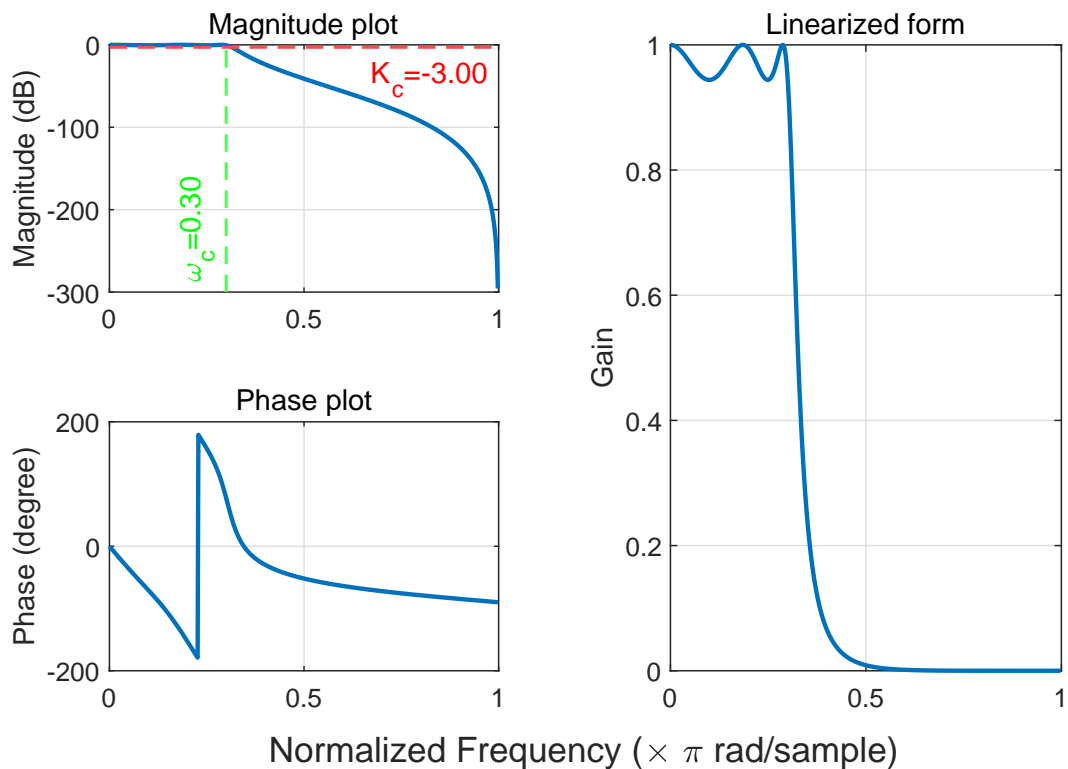 Magnitude plot
Magnitude (dB)
0
-100
-200
-300
K_c=-3.00
ω_c=0.30
0
0.5
1
Phase plot
Phase (degree)
200
0
-200
0
0.5
1
Linearized form
Gain
1
0.8
0.6
0.4
0.2
0
0
0.5
1
Normalized Frequency (× π rad/sample)